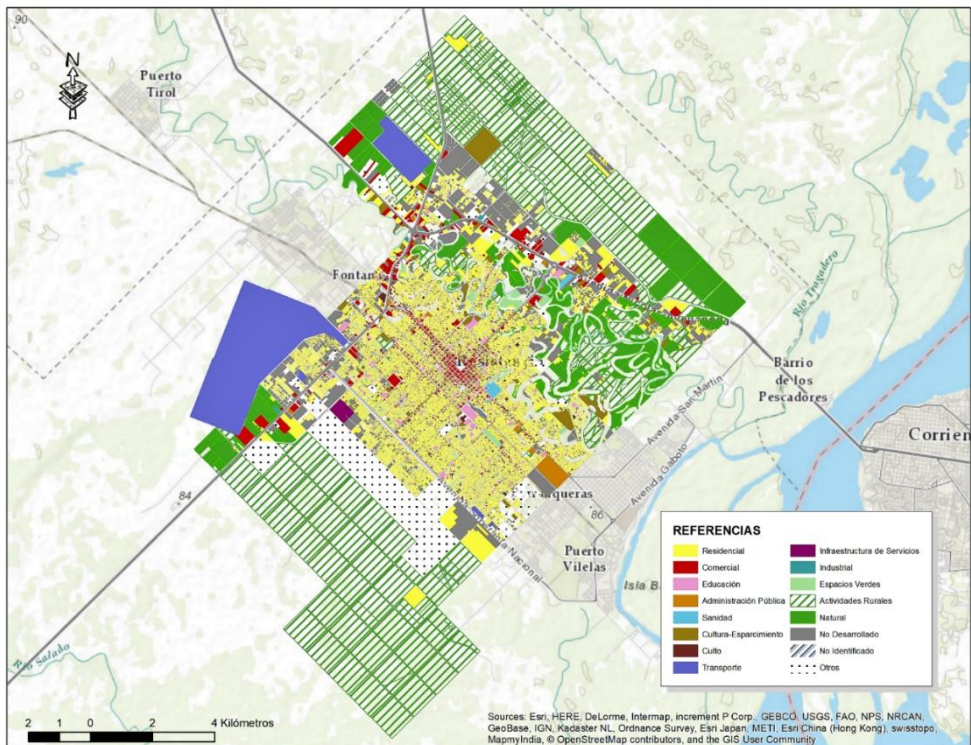 90
N
Puerto
Tirol
Río Tragadero
Barrio
de los
Pescadores
Avenida San Martin
Avenida Gaboto
Corrien
84
86
Puerto
Vilelas
Río Salado
REFERENCIAS
Residencial
Comercial
Educación
Administración Pública
Sanidad
Cultura-Esparcimiento
Culto
Transporte
Infraestructura de Servicios
Industrial
Espacios Verdes
Actividades Rurales
Natural
No Desarrollado
No Identificado
Otros
2 1 0 2 4 Kilómetros
Sources: Esri, HERE, DeLorme, Intermap, increment P Corp., GEBCO, USGS, FAO, NPS, NRCAN,
GeoBase, IGN, Kadaster NL, Ordnance Survey, Esri Japan, METI, Esri China (Hong Kong), swisstopo,
MapmyIndia, © OpenStreetMap contributors, and the GIS User Community